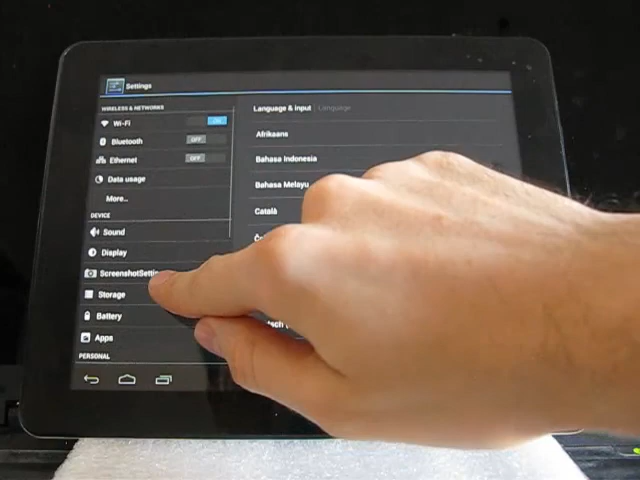 Settings
WIRELESS & NETWORKS
Wi-Fi ON
Bluetooth OFF
Ethernet OFF
Data usage
More...
DEVICE
Sound
Display
ScreenshotSettin
Storage
Battery
Apps
PERSONAL
Language & input Language
Afrikaans
Bahasa Indonesia
Bahasa Melayu
Català